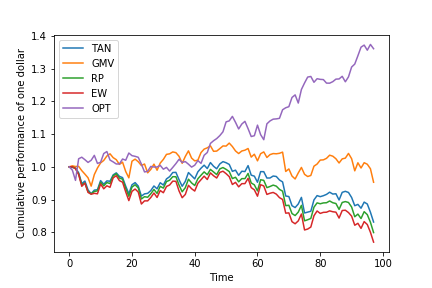 1.4
1.3
1.2
1.1
1.0
0.9
0.8
Cumulative performance of one dollar
TAN
GMV
RP
EW
OPT
0
20
40
60
80
100
Time